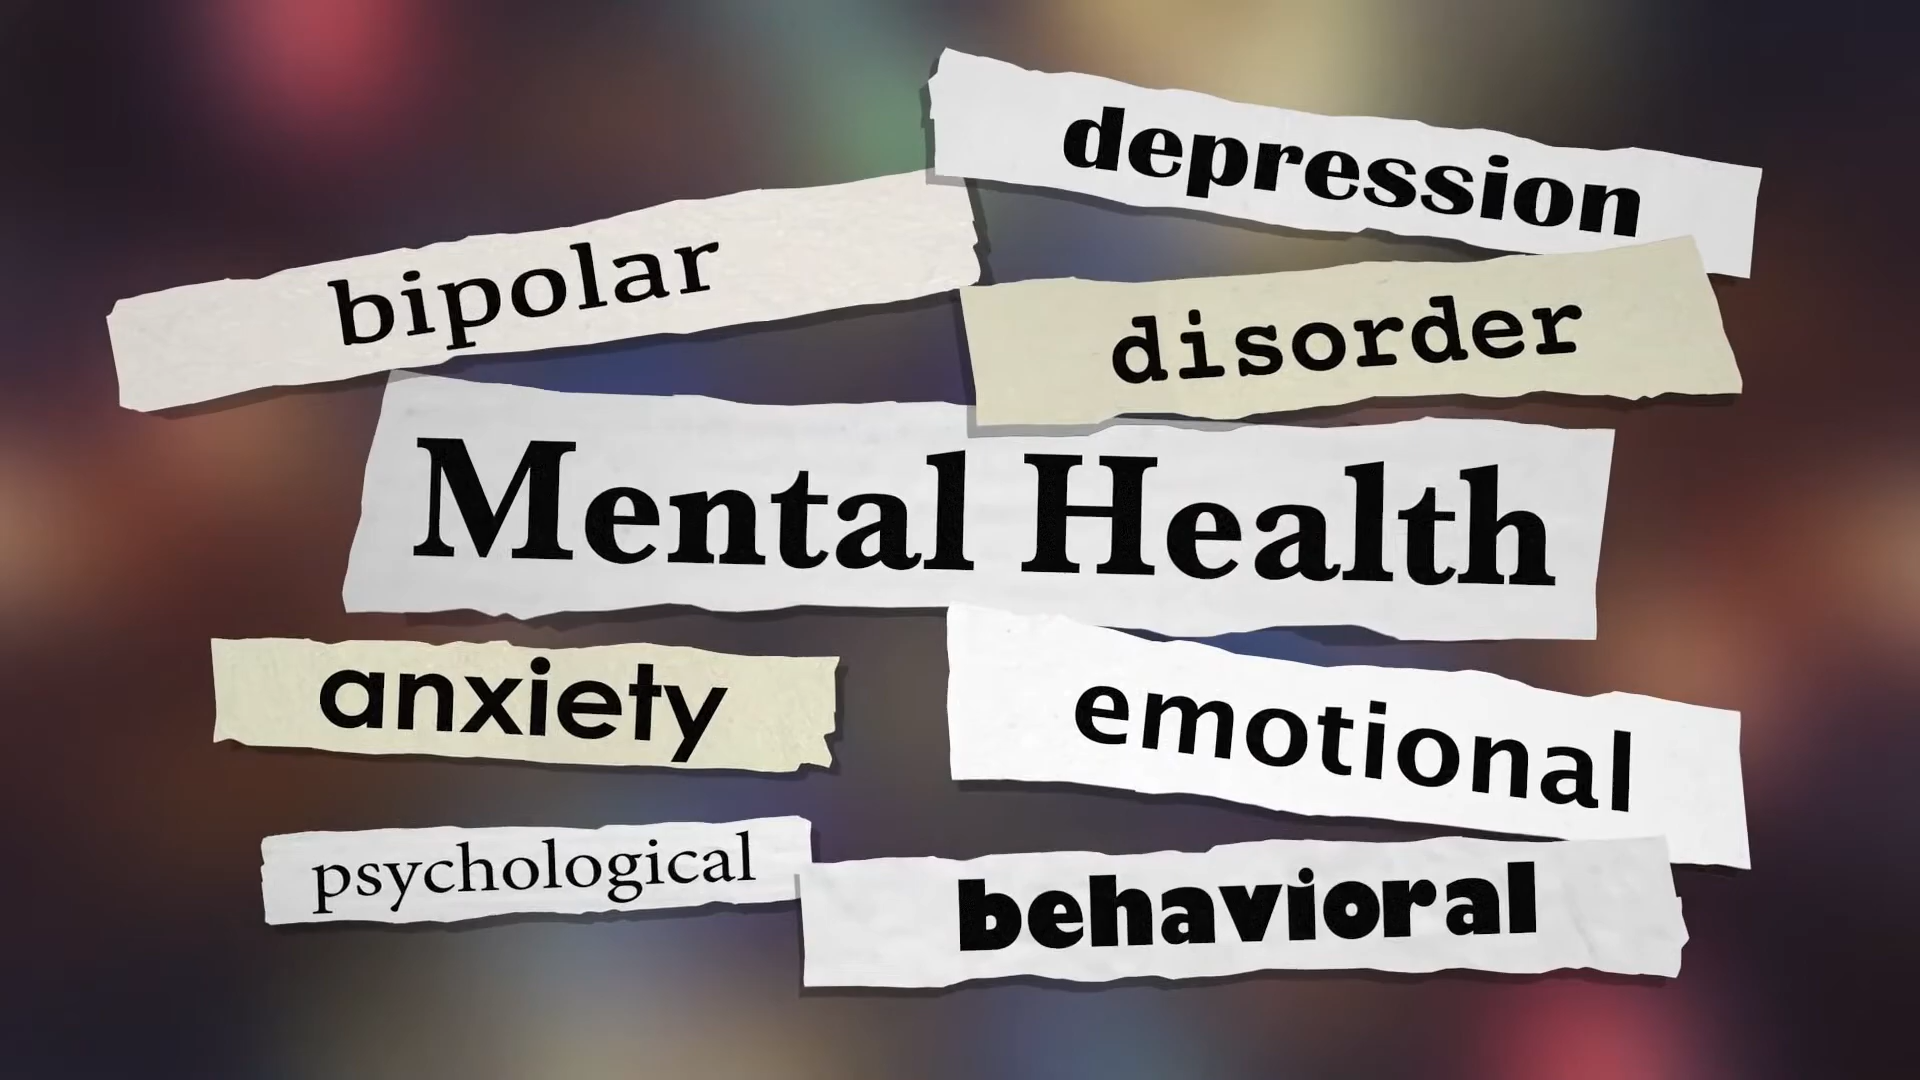 depression
bipolar
disorder
Mental Health
anxiety
emotional
psychological
behavioral